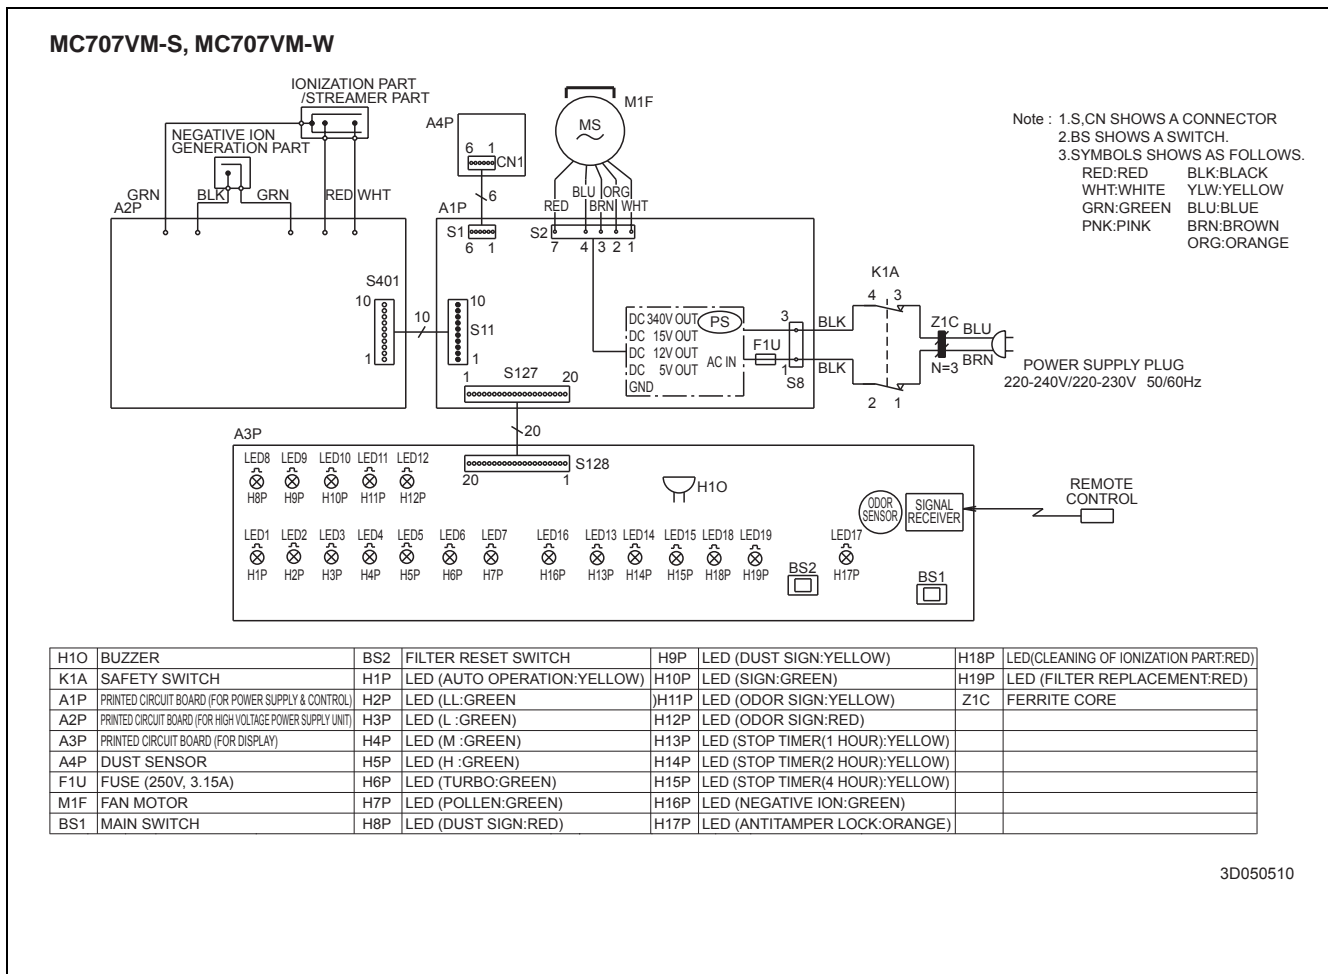 MC707VM-S, MC707VM-W
IONIZATION PART
/STREAMER PART
NEGATIVE ION
GENERATION PART
GRN
BLK
GRN
RED
WHT
A2P
A4P
6 1
CN1
6
M1F
MS
RED
BLU
BRN
ORG
WHT
A1P
S1
6 1
S2
7 4 3 2 1
Note : 1.S,CN SHOWS A CONNECTOR
2.BS SHOWS A SWITCH.
3.SYMBOLS SHOWS AS FOLLOWS.
RED:RED BLK:BLACK
WHT:WHITE YLW:YELLOW
GRN:GREEN BLU:BLUE
PNK:PINK BRN:BROWN
ORG:ORANGE
S401
10
1
10
10
S11
1
DC 340V OUT
DC 15V OUT
DC 12V OUT
DC 5V OUT
GND
PS
AC IN
F1U
3
1
S8
BLK
BLK
K1A
4 3
2 1
Z1C
N=3
BLU
BRN
POWER SUPPLY PLUG
220-240V/220-230V 50/60Hz
1 S127 20
20
A3P
20 1
S128
LED8 LED9 LED10 LED11 LED12
H8P H9P H10P H11P H12P
H1O
ODOR
SENSOR
SIGNAL
RECEIVER
REMOTE
CONTROL
LED1 LED2 LED3 LED4 LED5 LED6 LED7 LED16 LED13 LED14 LED15 LED18 LED19 LED17
H1P H2P H3P H4P H5P H6P H7P H16P H13P H14P H15P H18P H19P H17P
BS2
BS1
H1O BUZZER BS2 FILTER RESET SWITCH H9P LED (DUST SIGN:YELLOW) H18P LED(CLEANING OF IONIZATION PART:RED)
K1A SAFETY SWITCH H1P LED (AUTO OPERATION:YELLOW) H10P LED (SIGN:GREEN) H19P LED (FILTER REPLACEMENT:RED)
A1P PRINTED CIRCUIT BOARD (FOR POWER SUPPLY & CONTROL) H2P LED (LL:GREEN )H11P LED (ODOR SIGN:YELLOW) Z1C FERRITE CORE
A2P PRINTED CIRCUIT BOARD (FOR HIGH VOLTAGE POWER SUPPLY UNIT) H3P LED (L :GREEN) H12P LED (ODOR SIGN:RED)
A3P PRINTED CIRCUIT BOARD (FOR DISPLAY) H4P LED (M :GREEN) H13P LED (STOP TIMER(1 HOUR):YELLOW)
A4P DUST SENSOR H5P LED (H :GREEN) H14P LED (STOP TIMER(2 HOUR):YELLOW)
F1U FUSE (250V, 3.15A) H6P LED (TURBO:GREEN) H15P LED (STOP TIMER(4 HOUR):YELLOW)
M1F FAN MOTOR H7P LED (POLLEN:GREEN) H16P LED (NEGATIVE ION:GREEN)
BS1 MAIN SWITCH H8P LED (DUST SIGN:RED) H17P LED (ANTITAMPER LOCK:ORANGE)
3D050510